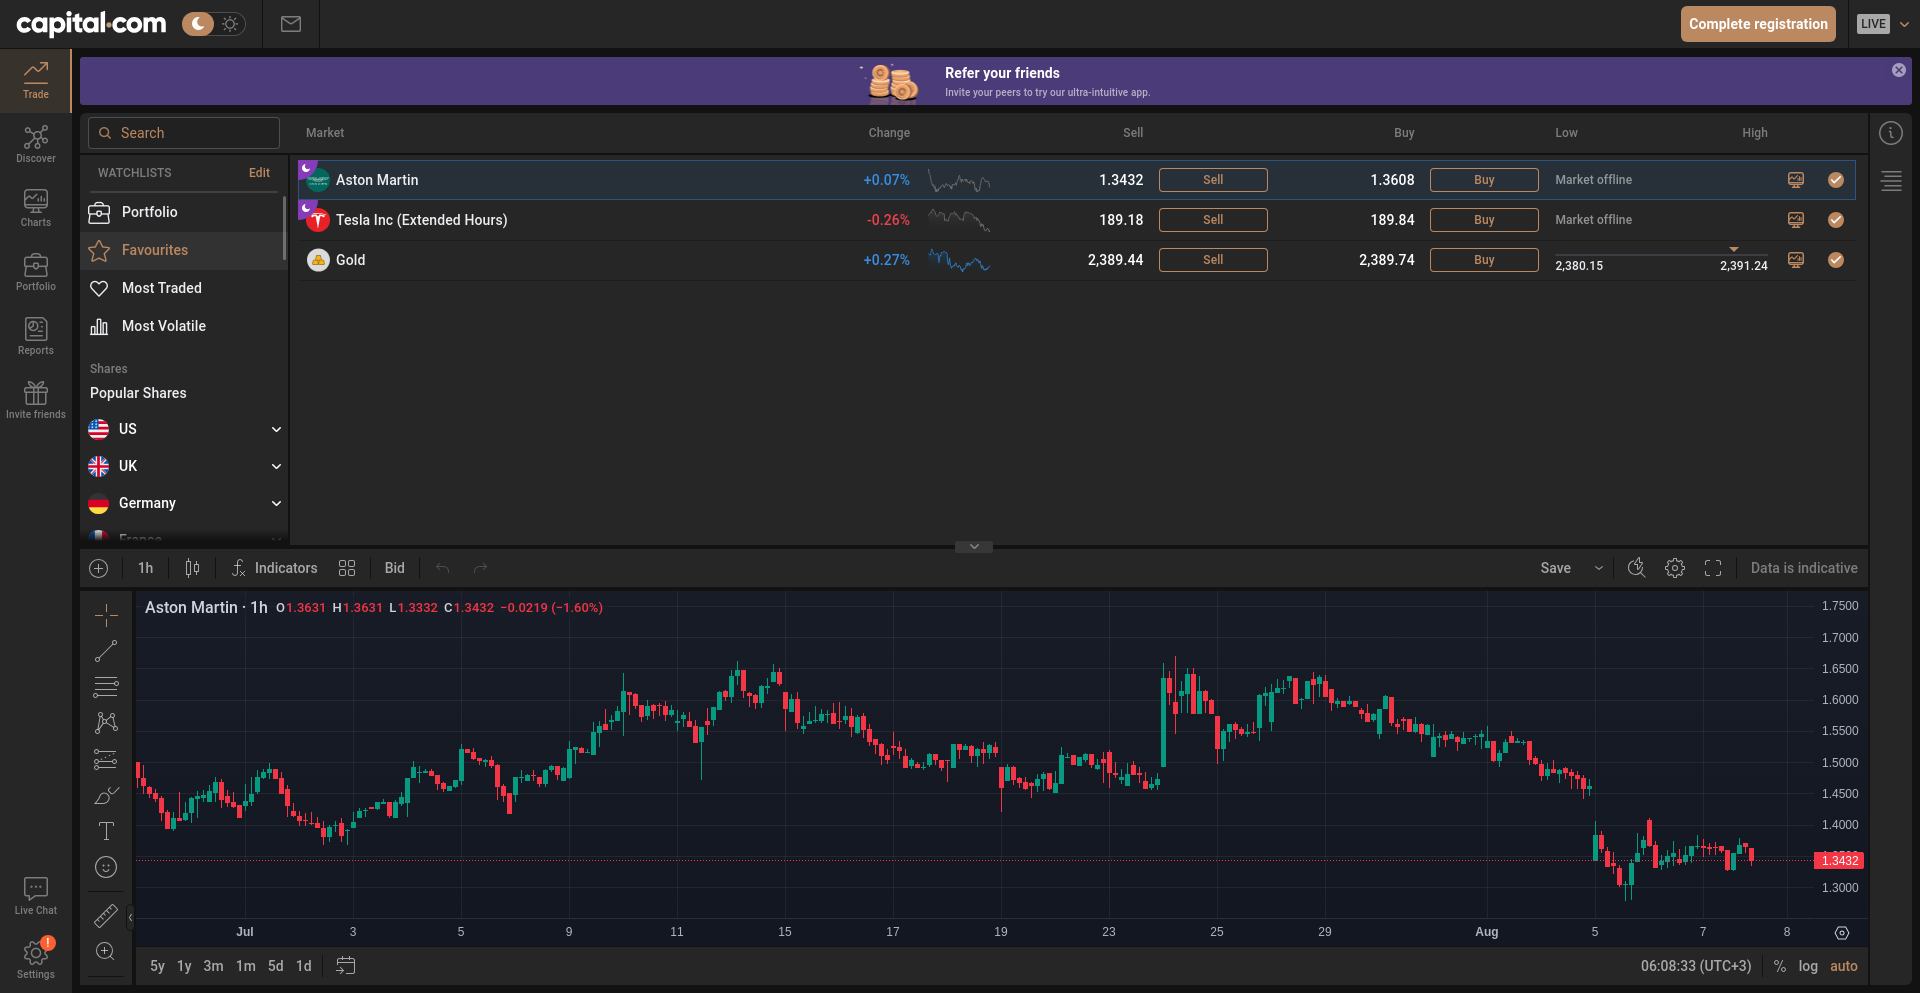 capital.com
Complete registration
LIVE
Trade
Discover
Charts
Portfolio
Reports
Invite friends
Live Chat
!
Settings
Refer your friends
Invite your peers to try our ultra-intuitive app.
Search
Market Change Sell Buy Low High
WATCHLISTS Edit
Portfolio
Favourites
Most Traded
Most Volatile
Shares
Popular Shares
US
UK
Germany
France
Aston Martin +0.07% 1.3432 Sell 1.3608 Buy Market offline
Tesla Inc (Extended Hours) -0.26% 189.18 Sell 189.84 Buy Market offline
Gold +0.27% 2,389.44 Sell 2,389.74 Buy 2,380.15 2,391.24
1h Indicators Bid Save Data is indicative
Aston Martin · 1h O1.3631 H1.3631 L1.3332 C1.3432 −0.0219 (−1.60%)
1.7500
1.7000
1.6500
1.6000
1.5500
1.5000
1.4500
1.4000
1.3432
1.3000
Jul 3 5 9 11 15 17 19 23 25 29 Aug 5 7 8
5y 1y 3m 1m 5d 1d 06:08:33 (UTC+3) % log auto